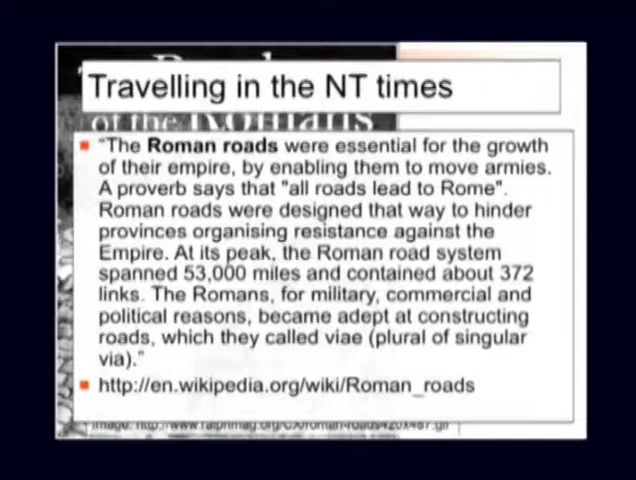 Travelling in the NT times
of the Romans
"The Roman roads were essential for the growth
of their empire, by enabling them to move armies.
A proverb says that "all roads lead to Rome".
Roman roads were designed that way to hinder
provinces organising resistance against the
Empire. At its peak, the Roman road system
spanned 53,000 miles and contained about 372
links. The Romans, for military, commercial and
political reasons, became adept at constructing
roads, which they called viae (plural of singular
via)."
http://en.wikipedia.org/wiki/Roman_roads